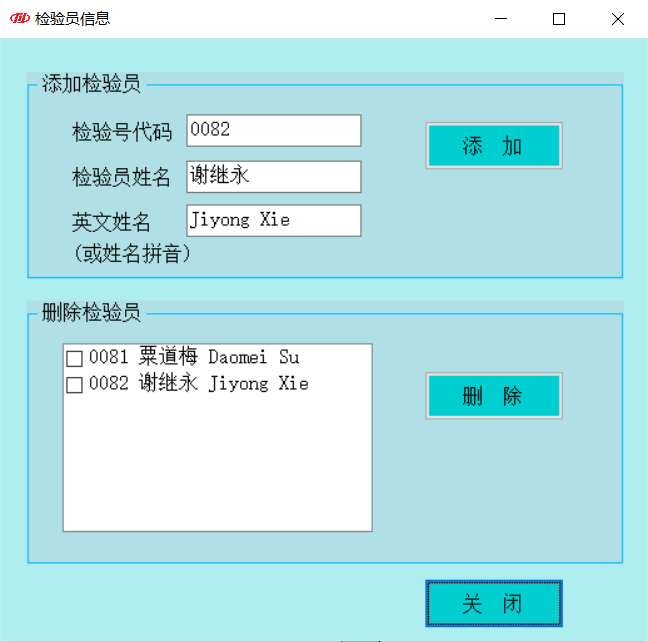 检验员信息
添加检验员
检验号代码 0082
添 加
检验员姓名 谢继永
英文姓名 Jiyong Xie
(或姓名拼音)
删除检验员
0081 粟道梅 Daomei Su
0082 谢继永 Jiyong Xie
删 除
关 闭